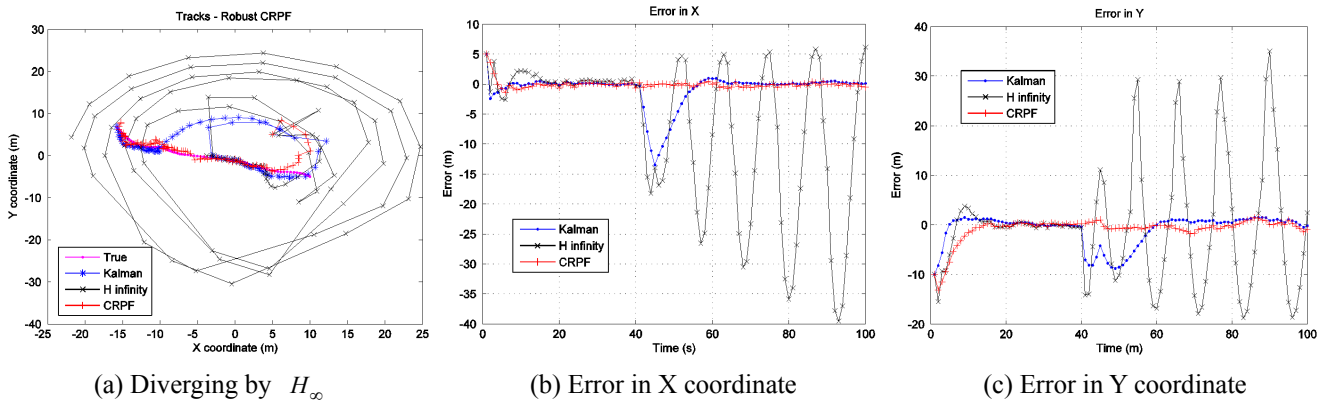 Tracks - Robust CRPF
30
20
10
0
-10
-20
-30
-40
-25 -20 -15 -10 -5 0 5 10 15 20 25
Y coordinate (m)
X coordinate (m)
True
Kalman
H infinity
CRPF
(a) Diverging by H∞
Error in X
10
5
0
-5
-10
-15
-20
-25
-30
-35
-40
0 20 40 60 80 100
Error (m)
Time (s)
Kalman
H infinity
CRPF
(b) Error in X coordinate
Error in Y
40
30
20
10
0
-10
-20
0 20 40 60 80 100
Error (m)
Time (m)
Kalman
H infinity
CRPF
(c) Error in Y coordinate